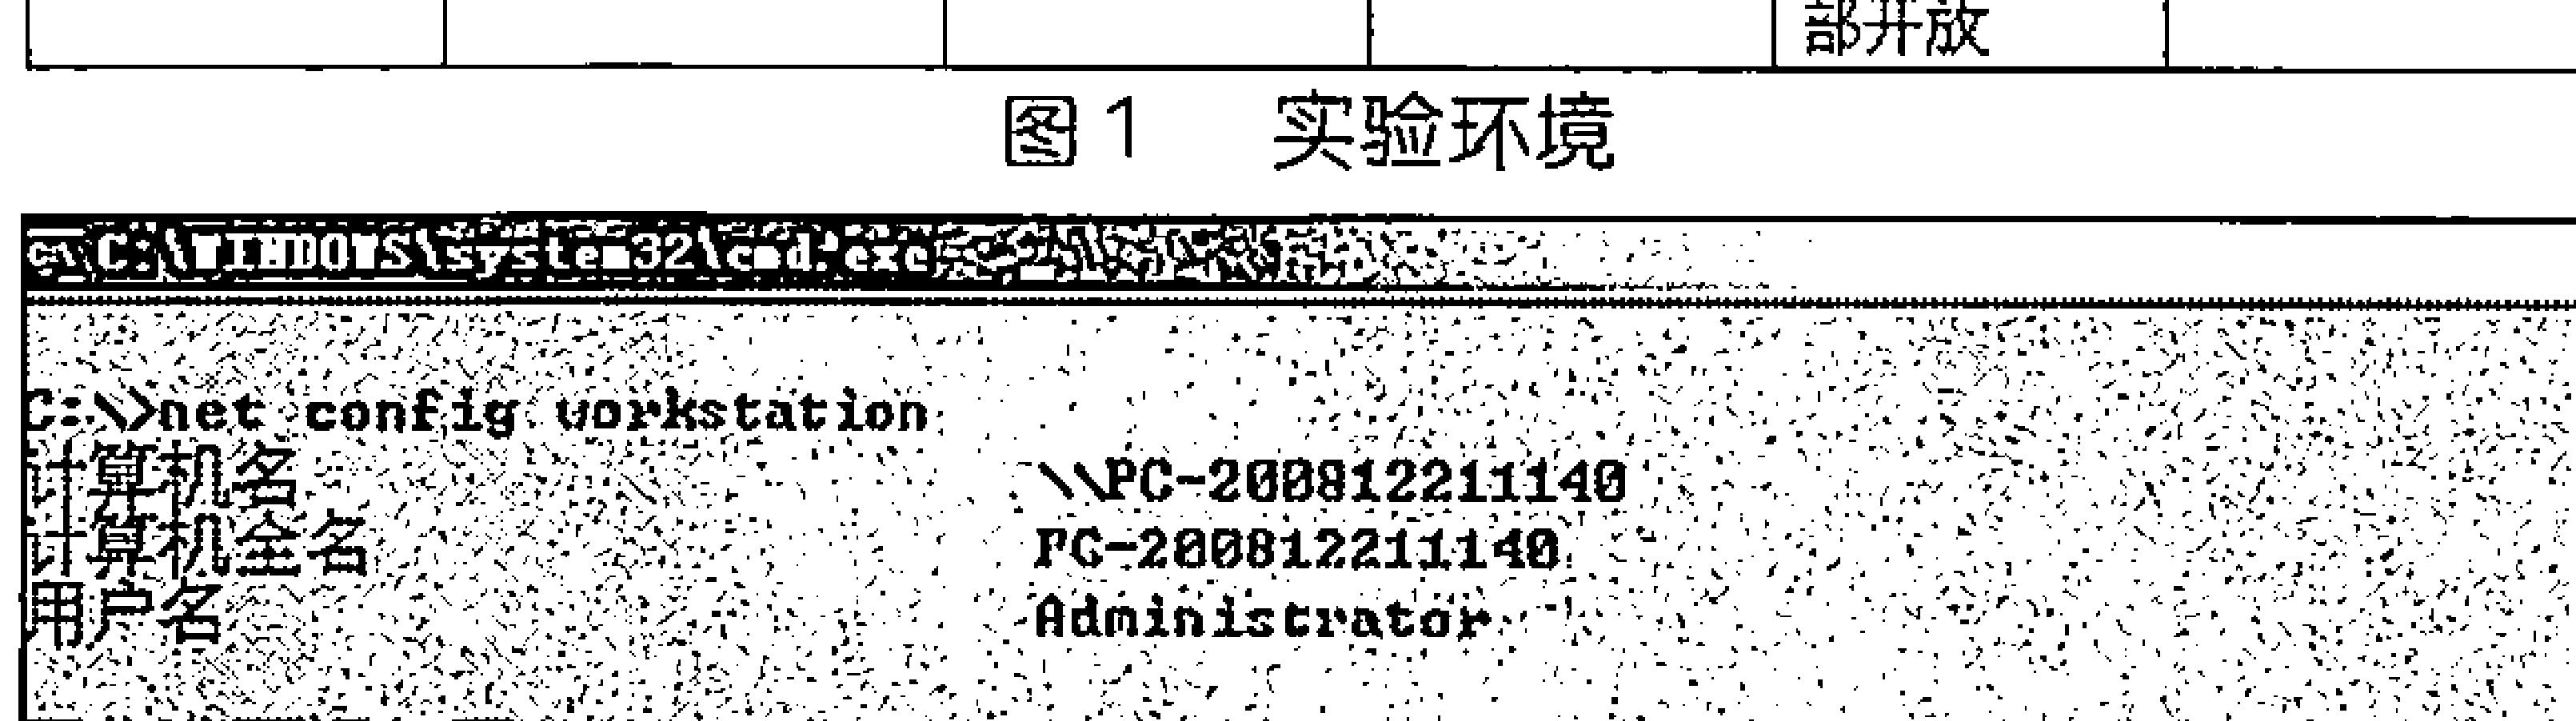 部开放
图1 实验环境
C:\WINDOWS\system32\cmd.exe
C:\>net config workstation
计算机名 \\PC-200812211140
计算机全名 PC-200812211140
用户名 Administrator